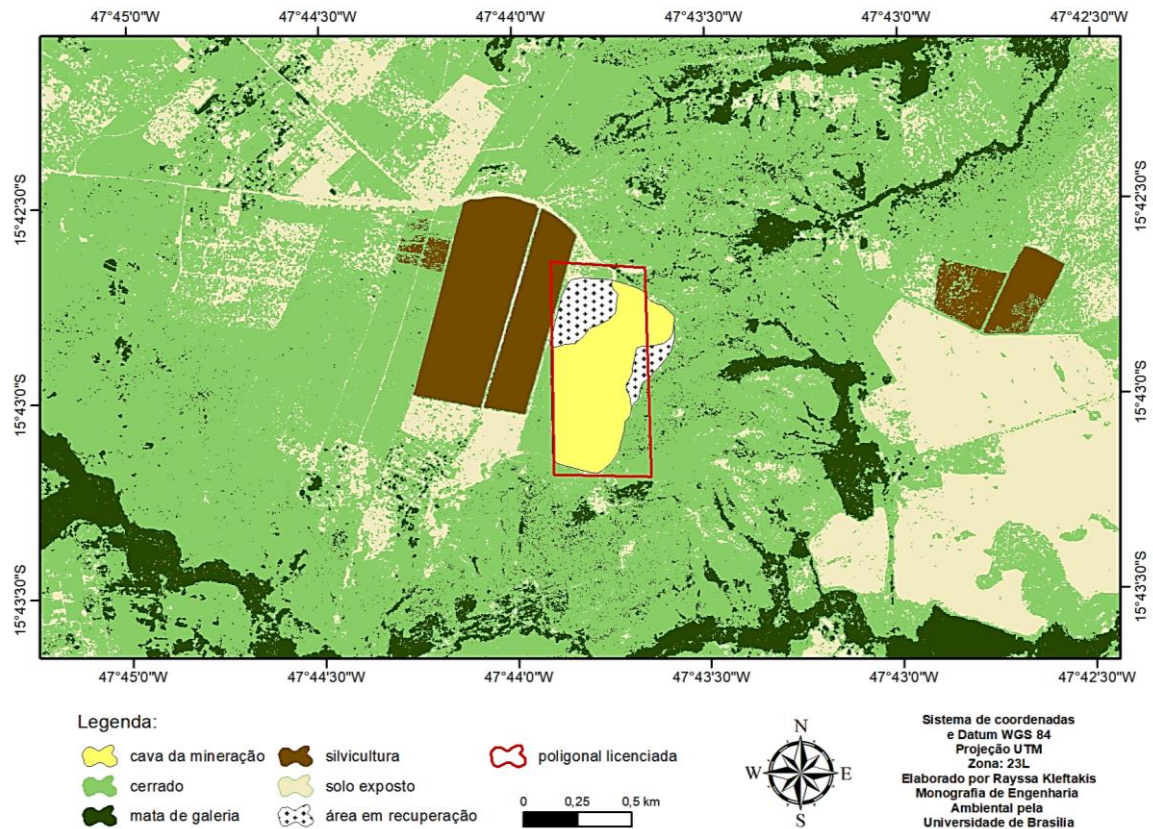 47°45'0"W 47°44'30"W 47°44'0"W 47°43'30"W 47°43'0"W 47°42'30"W
15°42'30"S 15°42'30"S
15°43'0"S 15°43'0"S
15°43'30"S 15°43'30"S
47°45'0"W 47°44'30"W 47°44'0"W 47°43'30"W 47°43'0"W 47°42'30"W
Legenda:
cava da mineração
cerrado
mata de galeria
silvicultura
solo exposto
área em recuperação
poligonal licenciada
0 0,25 0,5 km
N
W E
S
Sistema de coordenadas
e Datum WGS 84
Projeção UTM
Zona: 23L
Elaborado por Rayssa Kleftakis
Monografia de Engenharia
Ambiental pela
Universidade de Brasília